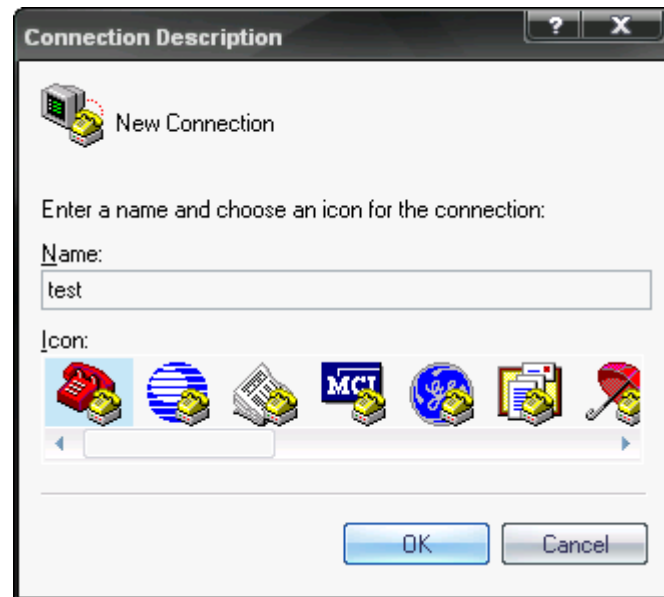 Connection Description
? X
New Connection
Enter a name and choose an icon for the connection:
Name:
test
Icon:
MCI
OK Cancel